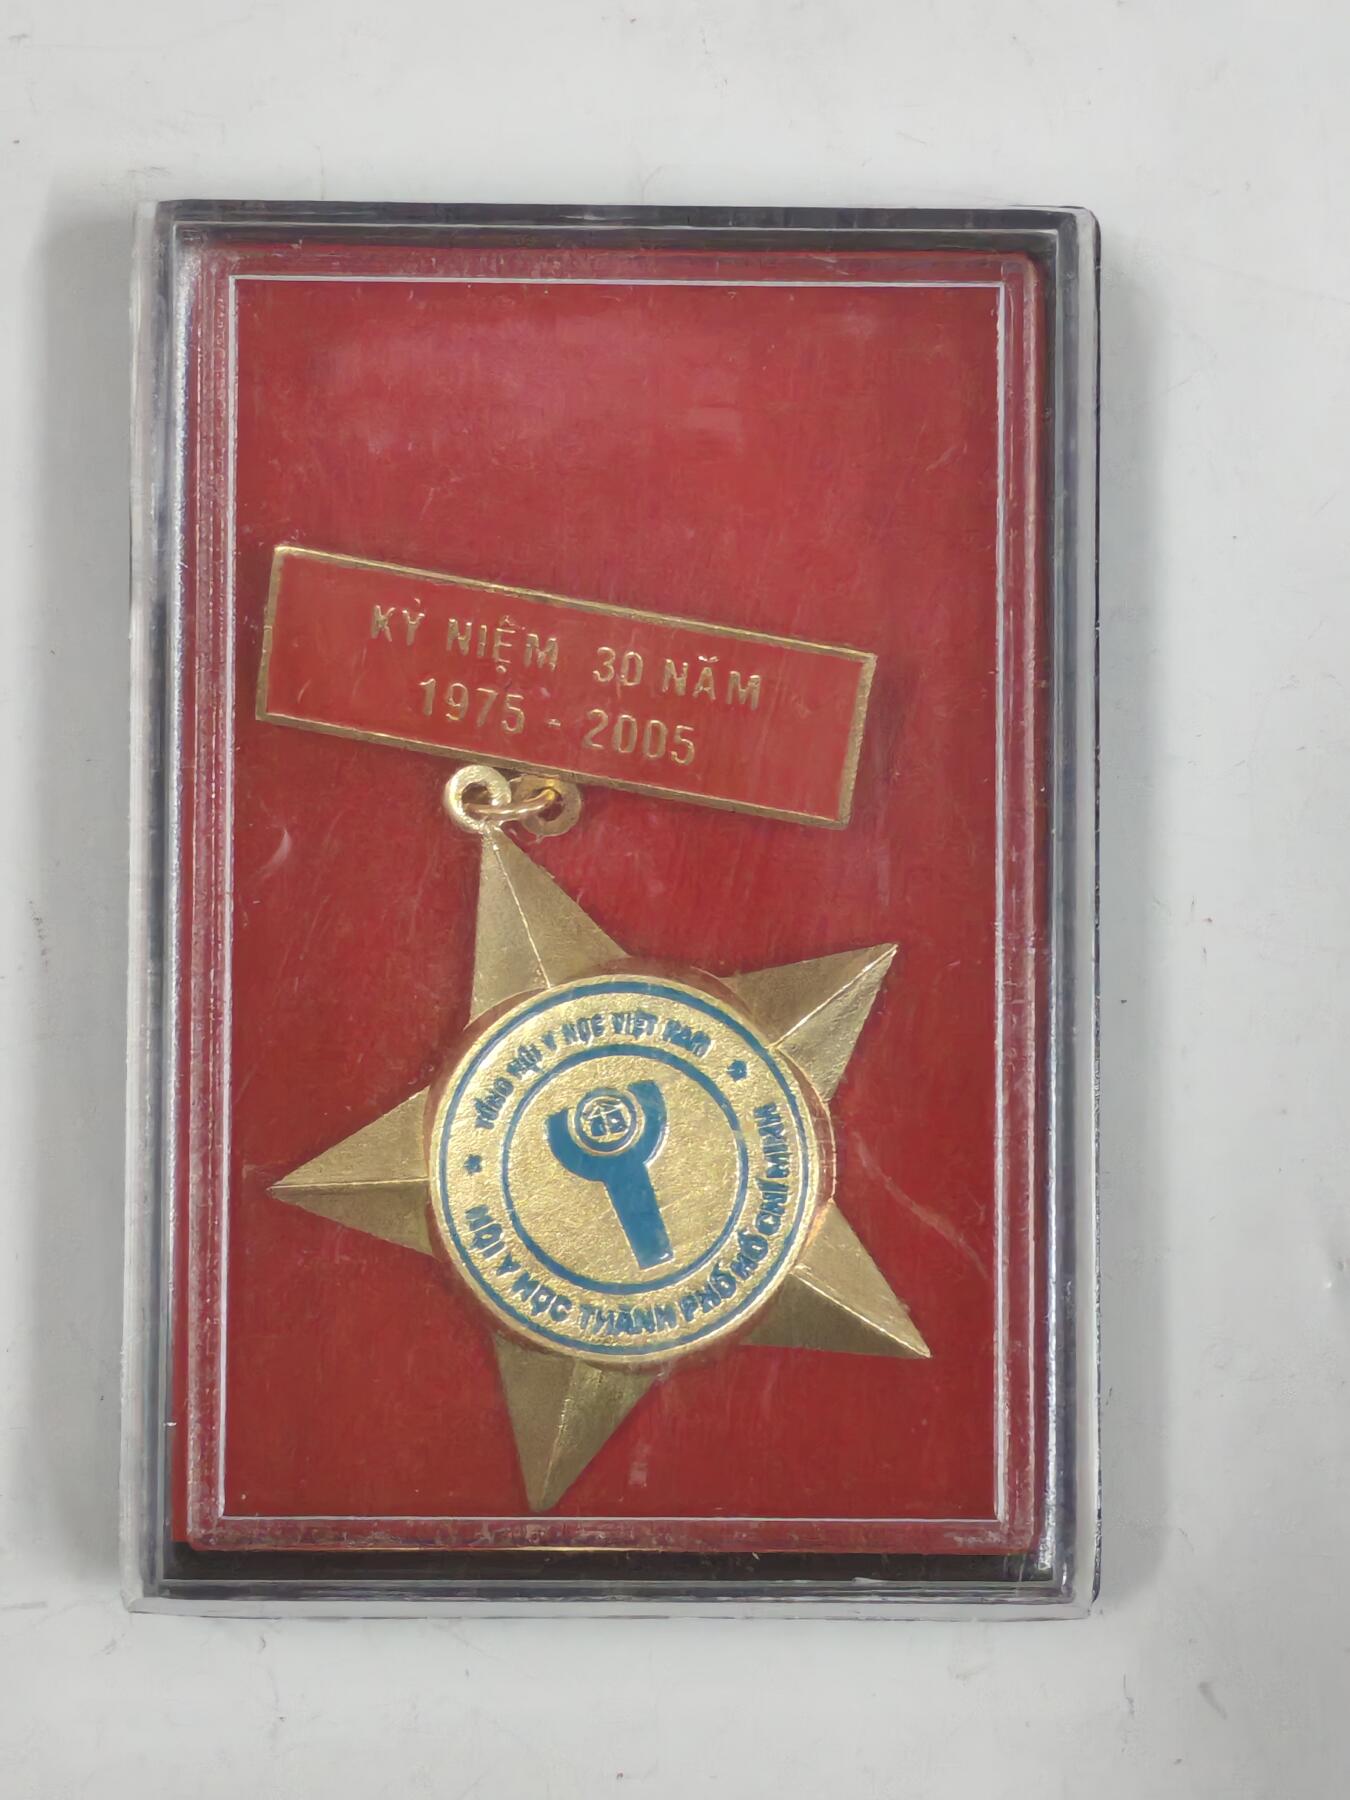 KỶ NIỆM 30 NĂM
1975 - 2005
TỔNG HỘI Y HỌC VIỆT NAM
HỘI Y HỌC THÀNH PHỐ HỒ CHÍ MINH